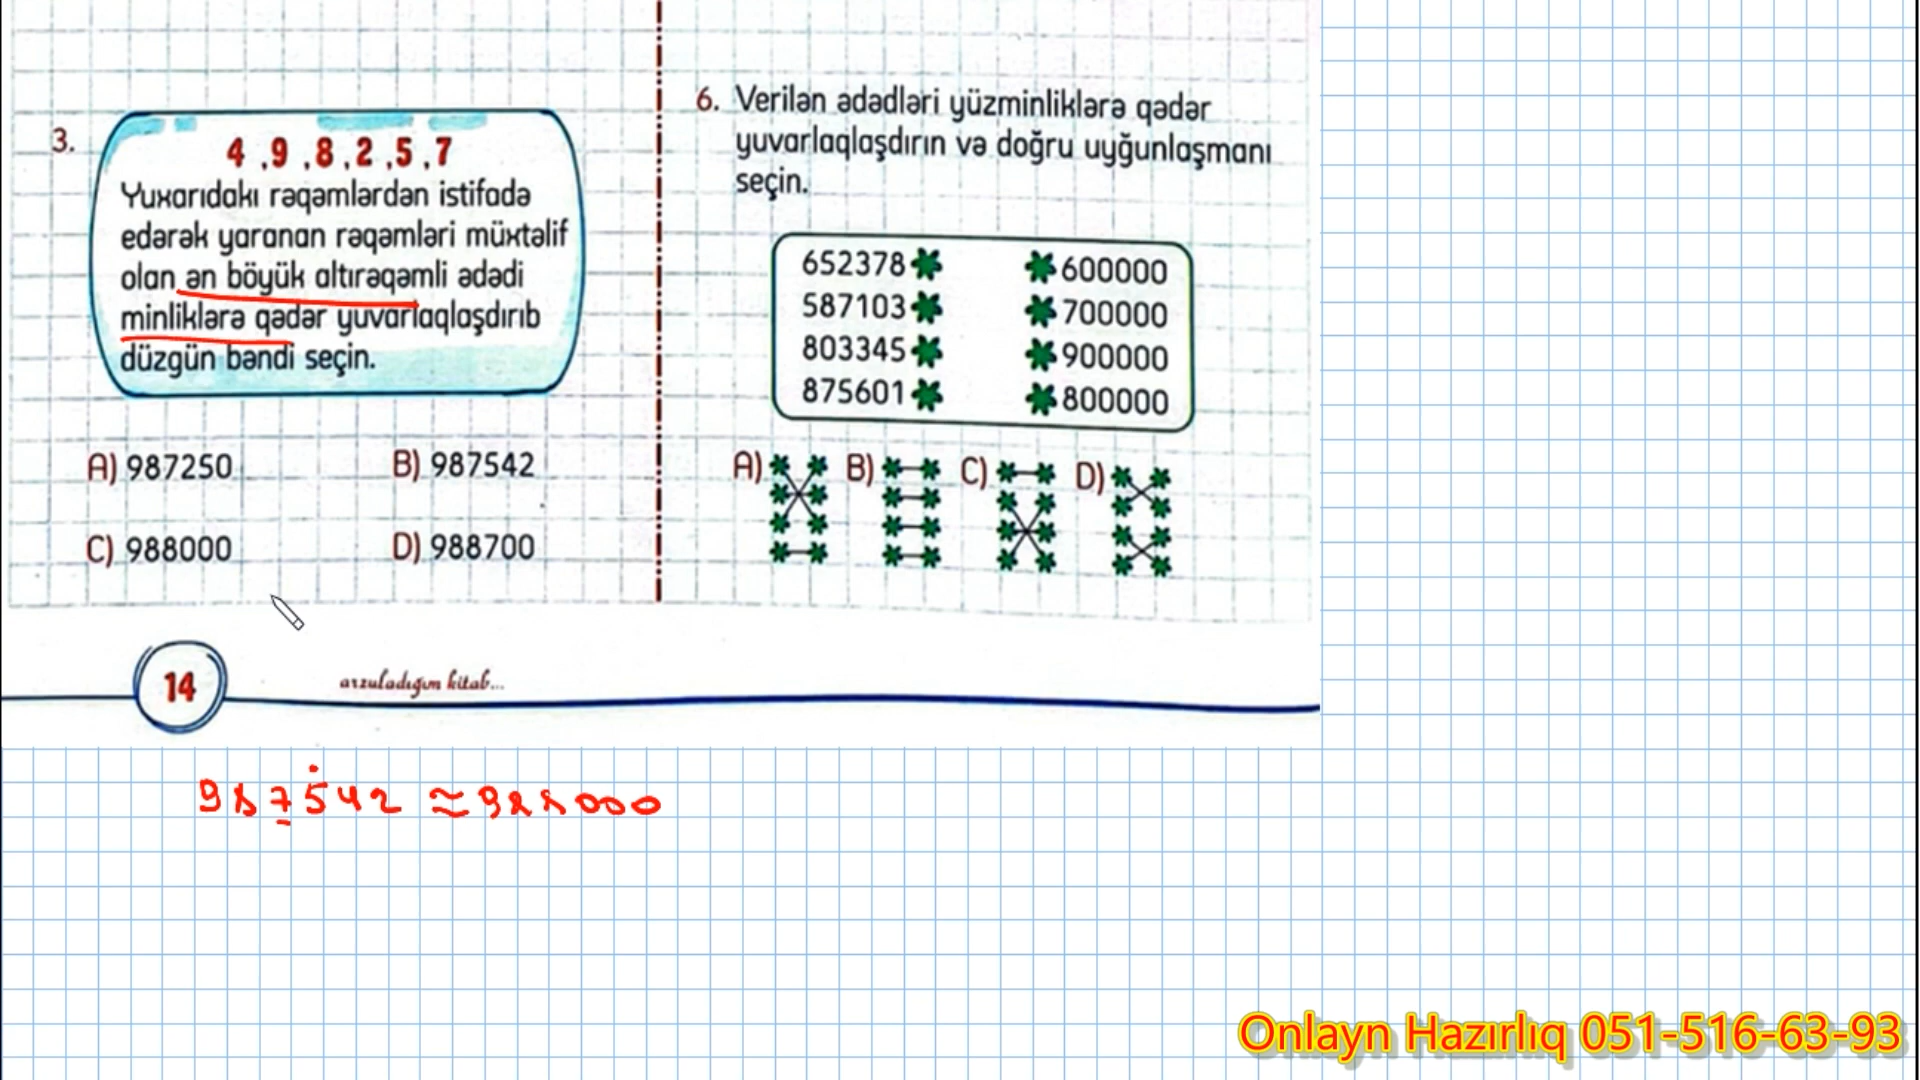 3.
4 ,9 ,8 ,2 ,5 ,7
Yuxarıdakı rəqəmlərdən istifadə
edərək yaranan rəqəmləri müxtəlif
olan ən böyük altırəqəmli ədədi
minliklərə qədər yuvarlaqlaşdırıb
düzgün bəndi seçin.
A) 987250 B) 987542
C) 988000 D) 988700
6. Verilən ədədləri yüzminliklərə qədər
yuvarlaqlaşdırın və doğru uyğunlaşmanı
seçin.
652378 600000
587103 700000
803345 900000
875601 800000
A) B) C) D)
14
arzuladığım kitab...
987542 ≈ 988000
Onlayn Hazırlıq 051-516-63-93